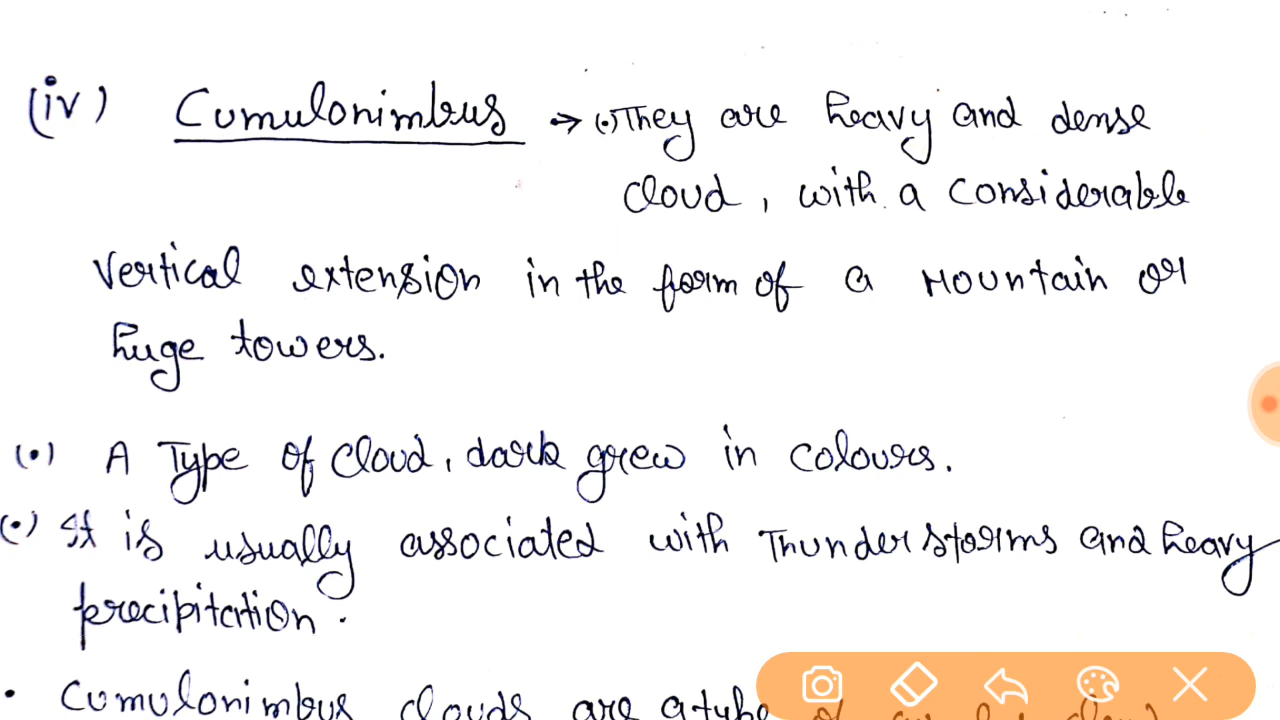 (iv) Cumulonimbus → (•) They are heavy and dense
cloud, with a considerable
vertical extension in the form of a Mountain or
huge towers.
(•) A Type of cloud, dark grew in colours.
(•) It is usually associated with Thunderstorms and heavy
precipitation.
• Cumulonimbus clouds are a type of